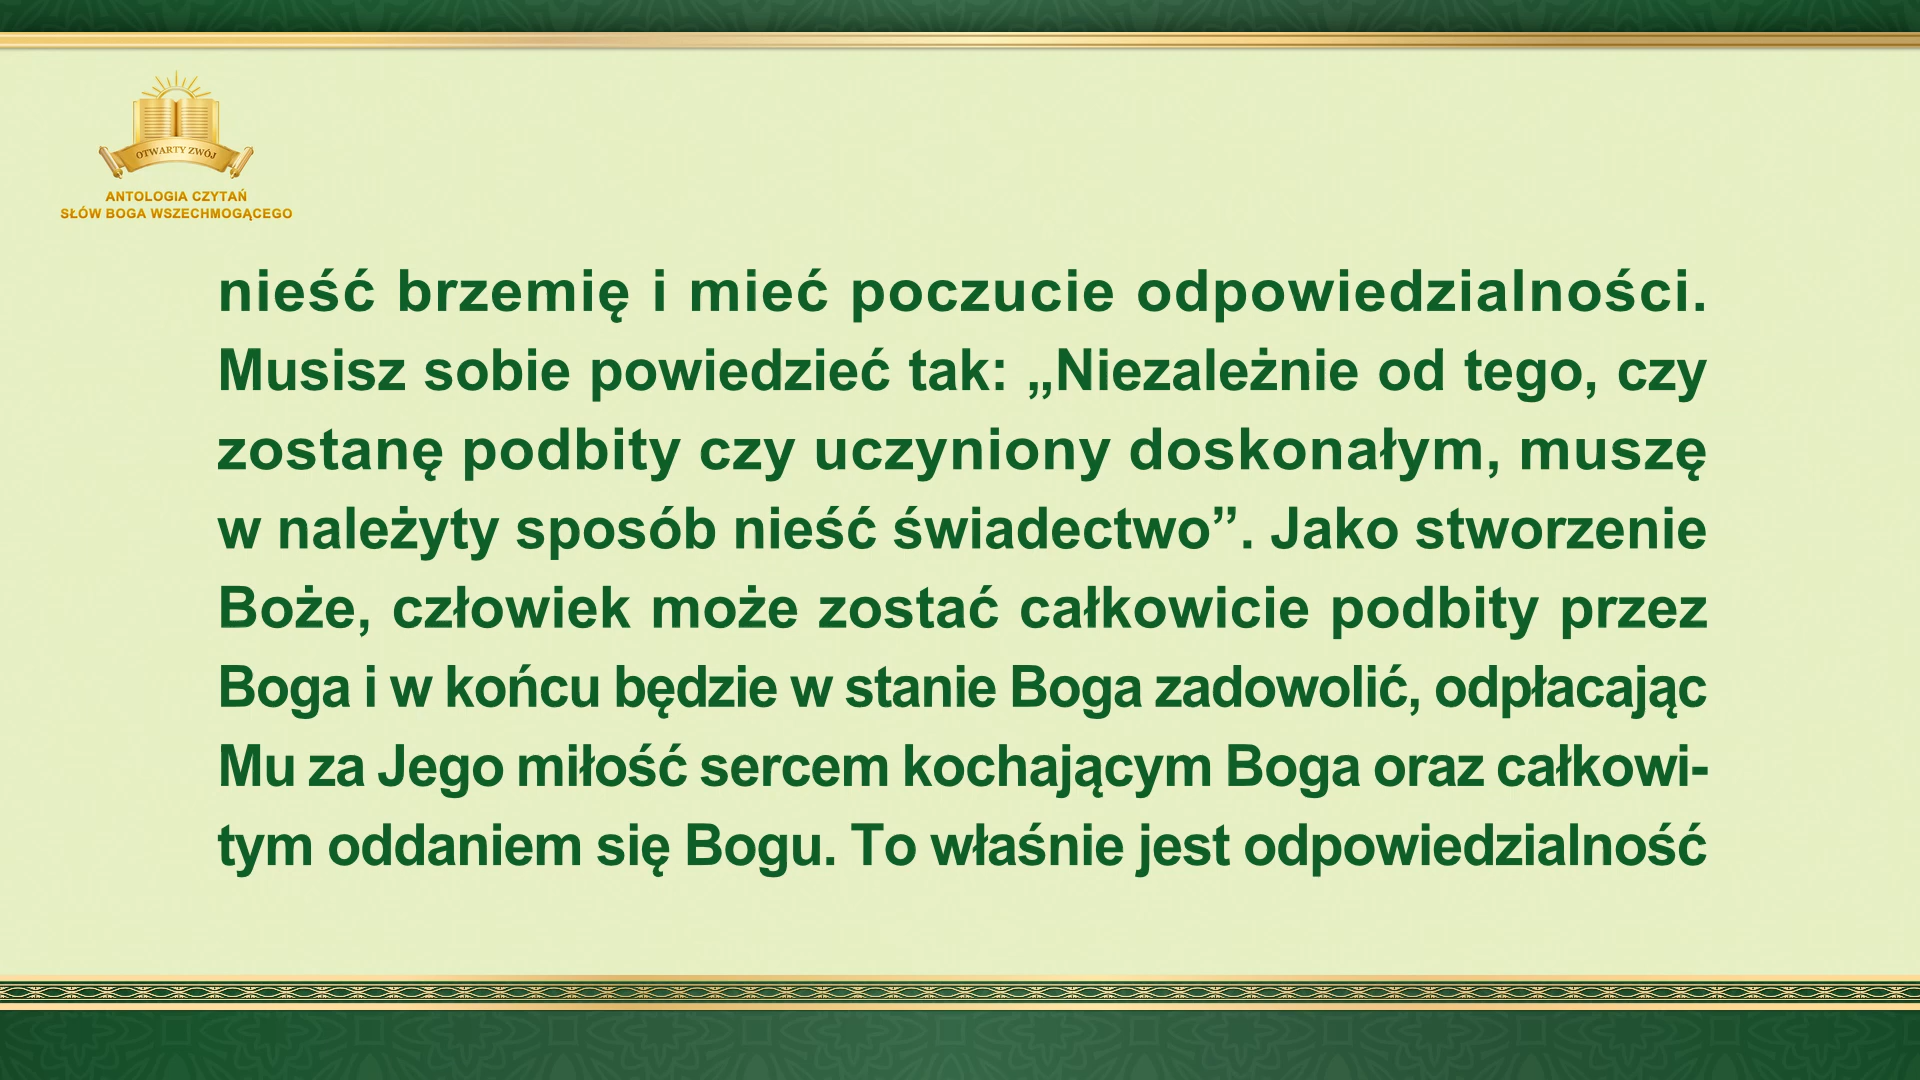 OTWARTY ZWÓJ
ANTOLOGIA CZYTAŃ
SŁÓW BOGA WSZECHMOGĄCEGO
nieść brzemię i mieć poczucie odpowiedzialności.
Musisz sobie powiedzieć tak: „Niezależnie od tego, czy
zostanę podbity czy uczyniony doskonałym, muszę
w należyty sposób nieść świadectwo”. Jako stworzenie
Boże, człowiek może zostać całkowicie podbity przez
Boga i w końcu będzie w stanie Boga zadowolić, odpłacając
Mu za Jego miłość sercem kochającym Boga oraz całkowi-
tym oddaniem się Bogu. To właśnie jest odpowiedzialność